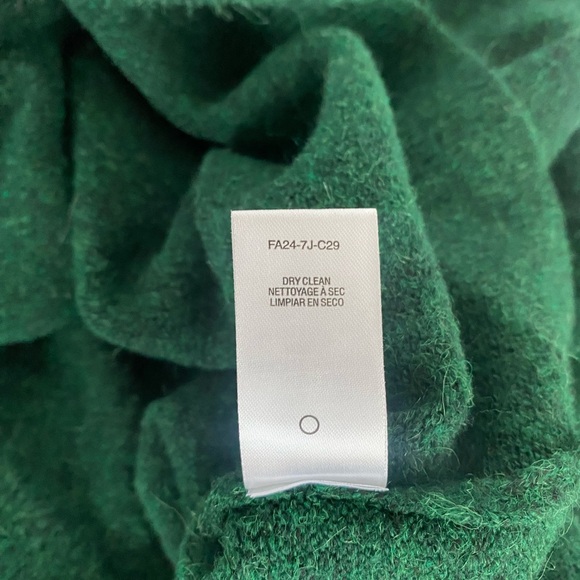 FA24-7J-C29
DRY CLEAN
NETTOYAGE À SEC
LIMPIAR EN SECO